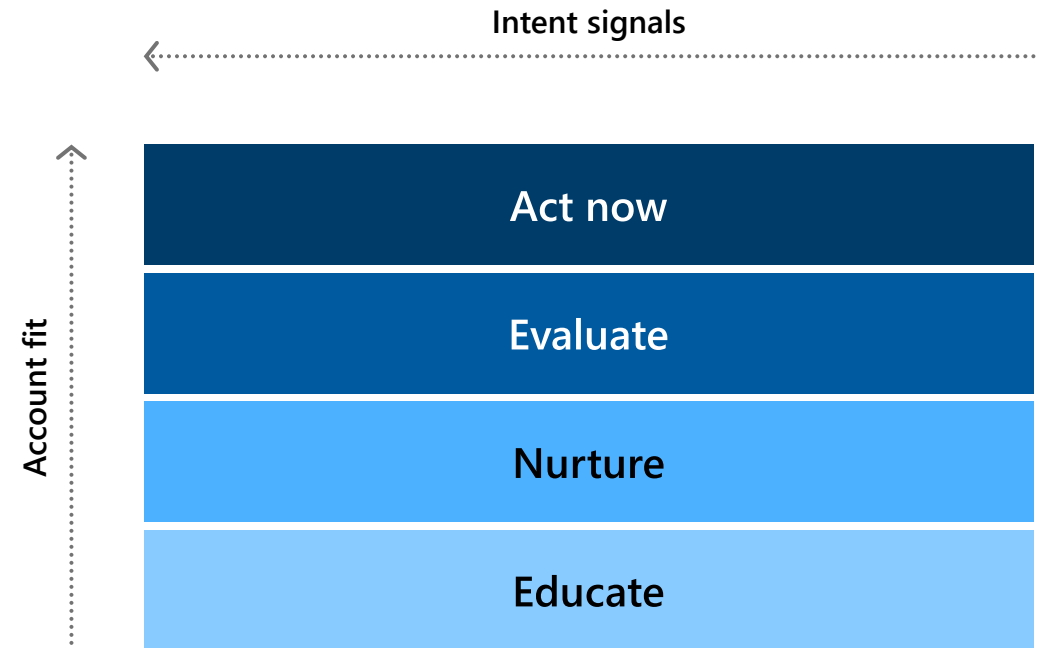 Intent signals
Account fit
Act now
Evaluate
Nurture
Educate